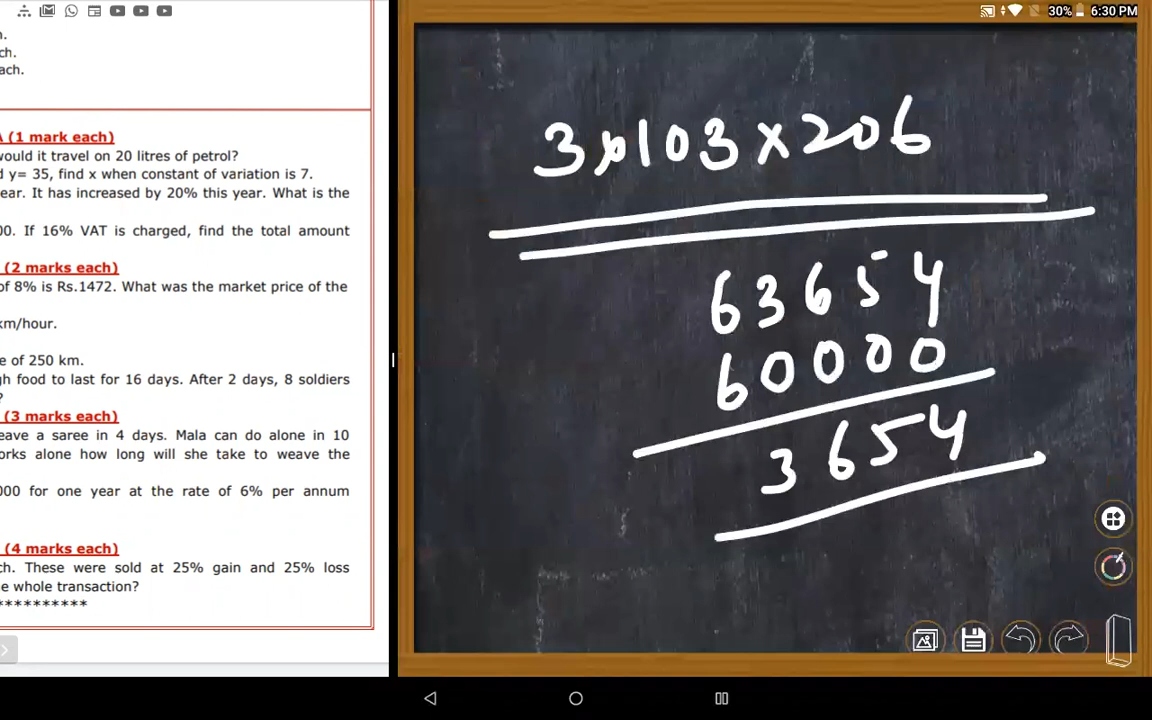 30% 6:30 PM
h.
ch.
ach.
A (1 mark each)
would it travel on 20 litres of petrol?
d y= 35, find x when constant of variation is 7.
ear. It has increased by 20% this year. What is the
00. If 16% VAT is charged, find the total amount
(2 marks each)
of 8% is Rs.1472. What was the market price of the
km/hour.
e of 250 km.
gh food to last for 16 days. After 2 days, 8 soldiers
?
(3 marks each)
eave a saree in 4 days. Mala can do alone in 10
orks alone how long will she take to weave the
000 for one year at the rate of 6% per annum
(4 marks each)
ch. These were sold at 25% gain and 25% loss
e whole transaction?
**********
3x103x206
63654
60000
3654